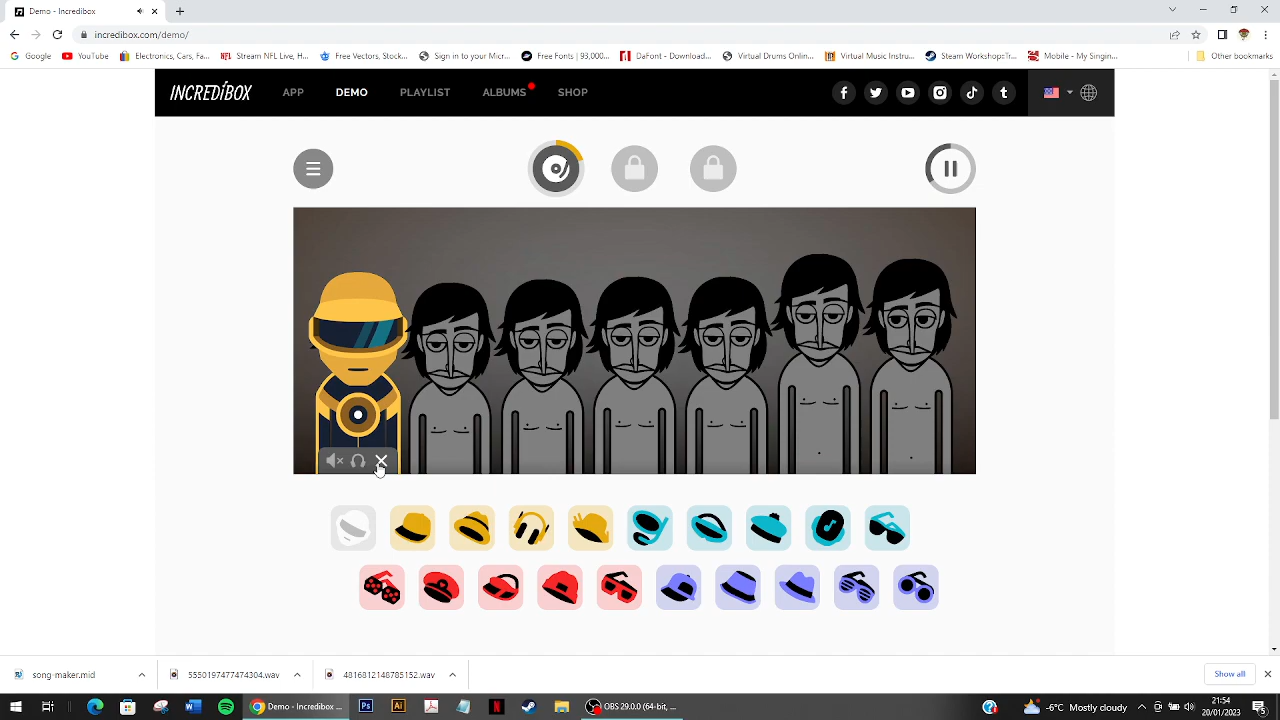 Demo - Incredibox
incredibox.com/demo/
Google YouTube Electronics, Cars, Fa... Stream NFL Live, H... Free Vectors, Stock... Sign in to your Micr... Free Fonts | 93,000... DaFont - Download... Virtual Drums Onlin... Virtual Music Instru... Steam Workshop::Tr... Mobile - My Singin... Other bookmarks
NFL
INCREDIBOX APP DEMO PLAYLIST ALBUMS SHOP
song-maker.mid 5550197477474304.wav 4816812148785152.wav Show all
Demo - Incredibox ... OBS 29.0.0 (64-bit, ... -6°C Mostly cloudy 21:54
20/01/2023